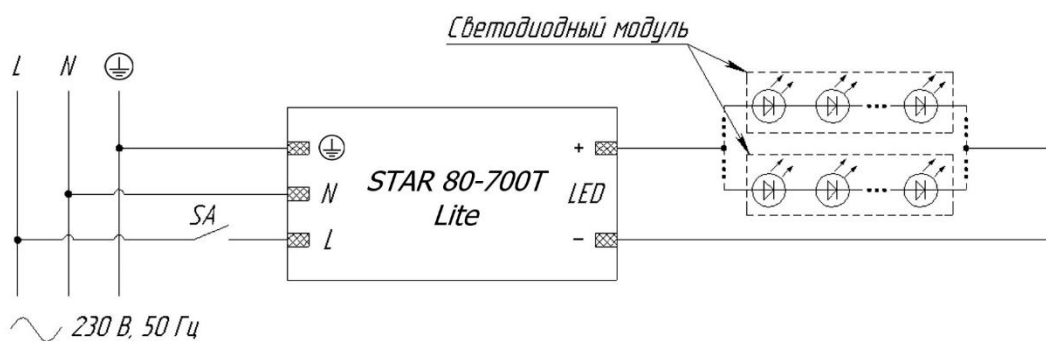 Светодиодный модуль
L N
+
STAR 80-700T
Lite
N
LED
SA
L
-
230 В, 50 Гц